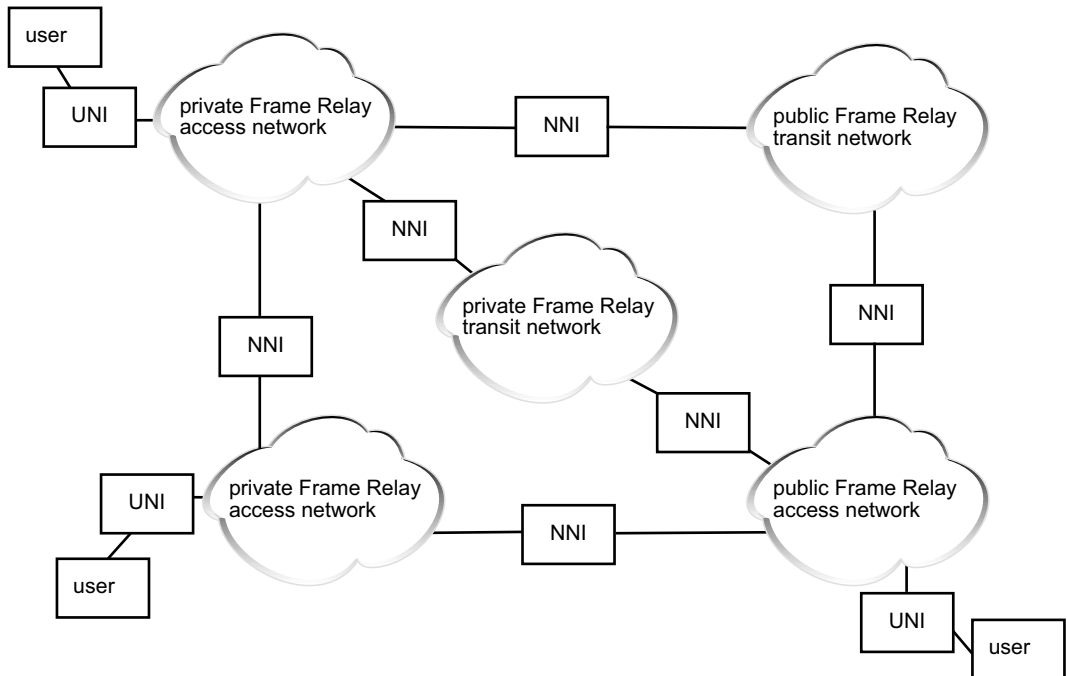 user
UNI
private Frame Relay
access network
NNI
public Frame Relay
transit network
NNI
private Frame Relay
transit network
NNI
NNI
NNI
private Frame Relay
access network
public Frame Relay
access network
UNI
NNI
user
UNI
user